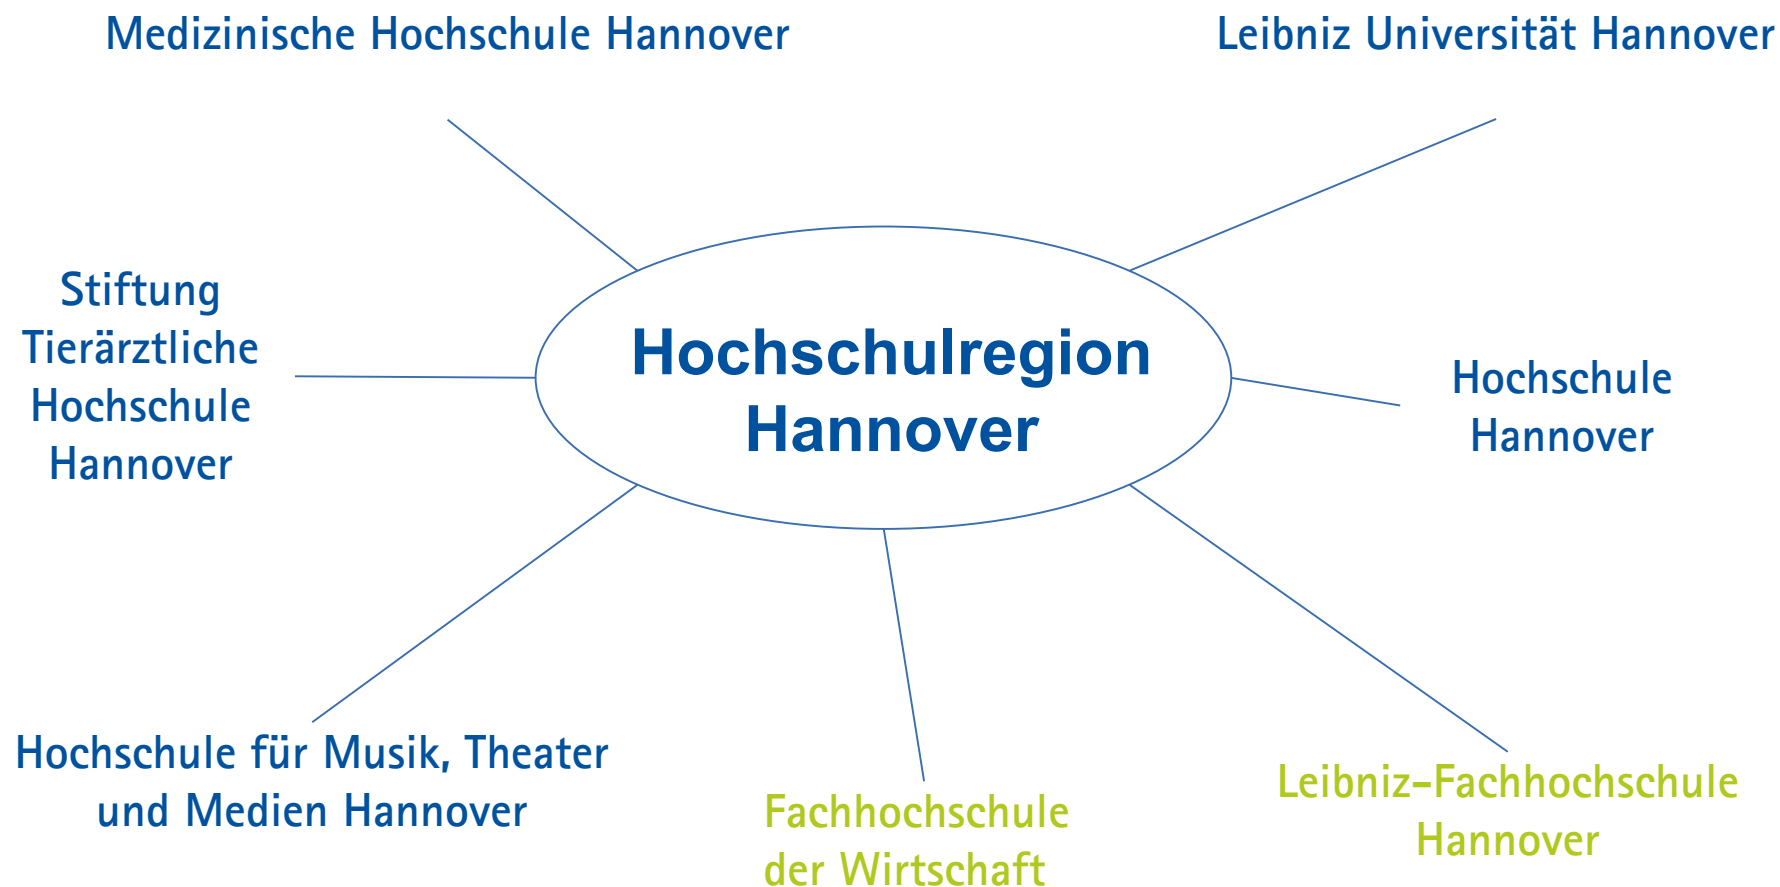 Medizinische Hochschule Hannover
Leibniz Universität Hannover
Stiftung
Tierärztliche
Hochschule
Hannover
Hochschulregion
Hannover
Hochschule
Hannover
Hochschule für Musik, Theater
und Medien Hannover
Fachhochschule
der Wirtschaft
Leibniz-Fachhochschule
Hannover